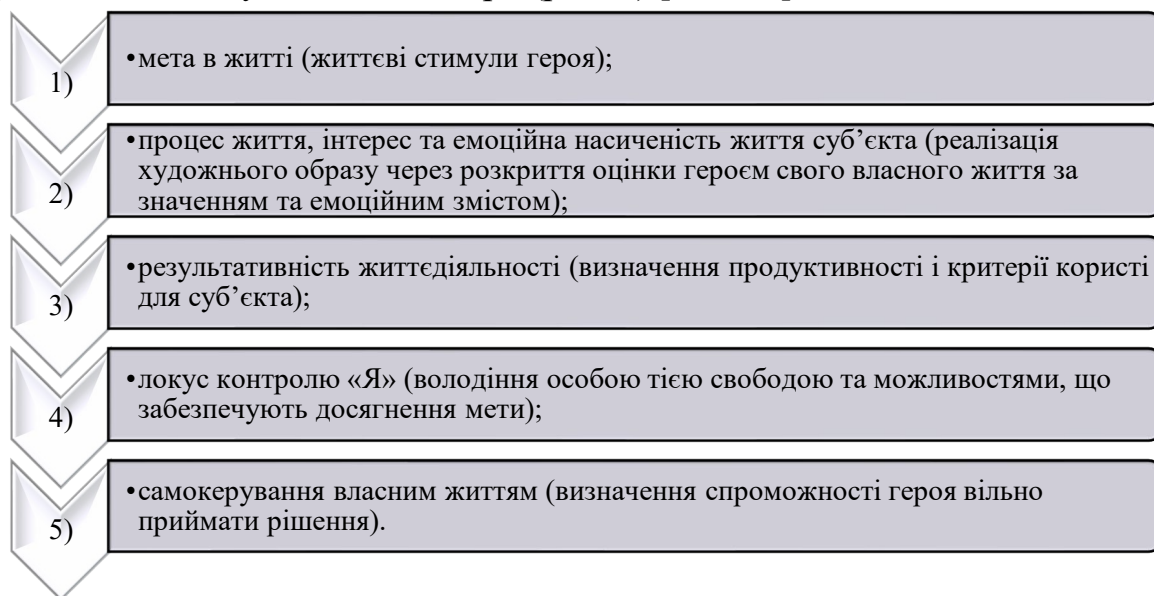 1)
•мета в житті (життєві стимули героя);
2)
•процес життя, інтерес та емоційна насиченість життя суб’єкта (реалізація
художнього образу через розкриття оцінки героєм свого власного життя за
значенням та емоційним змістом);
3)
•результативність життєдіяльності (визначення продуктивності і критерії користі
для суб’єкта);
4)
•локус контролю «Я» (володіння особою тією свободою та можливостями, що
забезпечують досягнення мети);
5)
•самокерування власним життям (визначення спроможності героя вільно
приймати рішення).